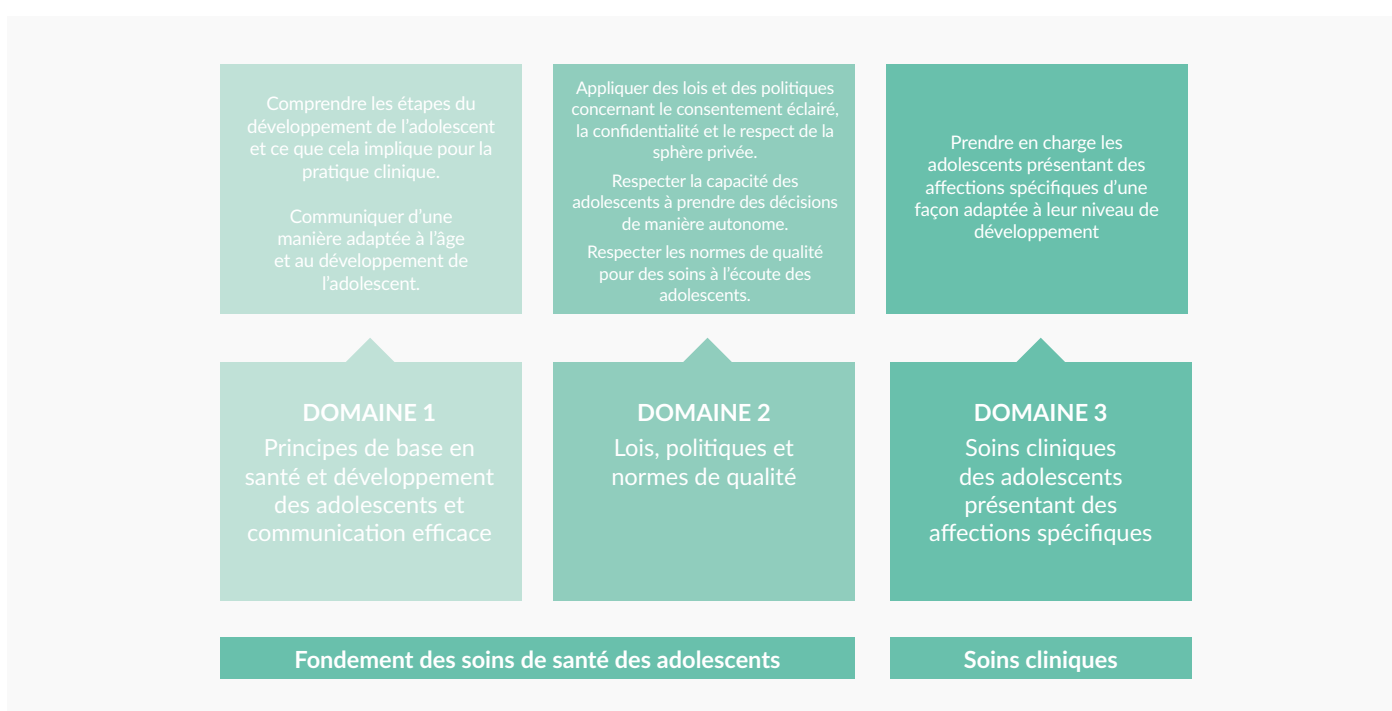 Comprendre les étapes du
développement de l'adolescent
et ce que cela implique pour la
pratique clinique.
Communiquer d'une
manière adaptée à l'âge
et au développement de
l'adolescent.
Appliquer des lois et des politiques
concernant le consentement éclairé,
la confidentialité et le respect de la
sphère privée.
Respecter la capacité des
adolescents à prendre des décisions
de manière autonome.
Respecter les normes de qualité
pour des soins à l'écoute des
adolescents.
Prendre en charge les
adolescents présentant des
affections spécifiques d'une
façon adaptée à leur niveau de
développement
DOMAINE 1
Principes de base en
santé et développement
des adolescents et
communication efficace
DOMAINE 2
Lois, politiques et
normes de qualité
DOMAINE 3
Soins cliniques
des adolescents
présentant des
affections spécifiques
Fondement des soins de santé des adolescents
Soins cliniques